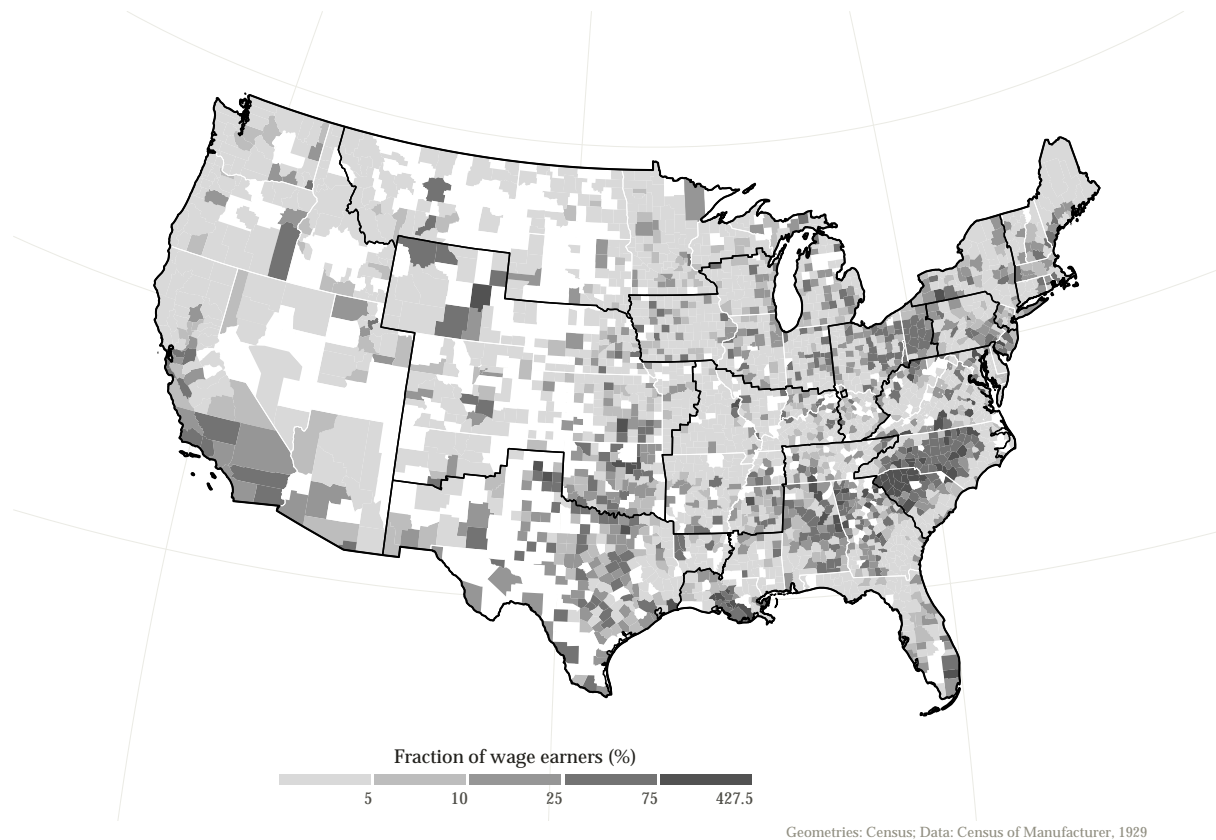 Fraction of wage earners (%)
5 10 25 75 427.5
Geometries: Census; Data: Census of Manufacturer, 1929